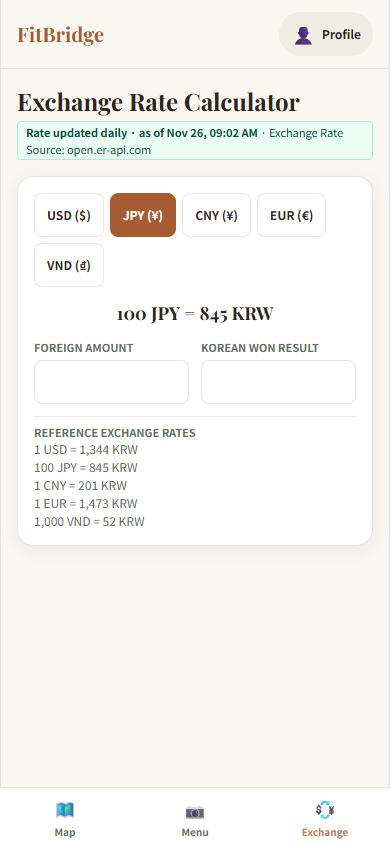 FitBridge
Profile
Exchange Rate Calculator
Rate updated daily · as of Nov 26, 09:02 AM · Exchange Rate
Source: open.er-api.com
USD ($)
JPY (¥)
CNY (¥)
EUR (€)
VND (₫)
100 JPY = 845 KRW
FOREIGN AMOUNT
KOREAN WON RESULT
REFERENCE EXCHANGE RATES
1 USD = 1,344 KRW
100 JPY = 845 KRW
1 CNY = 201 KRW
1 EUR = 1,473 KRW
1,000 VND = 52 KRW
Map
Menu
Exchange